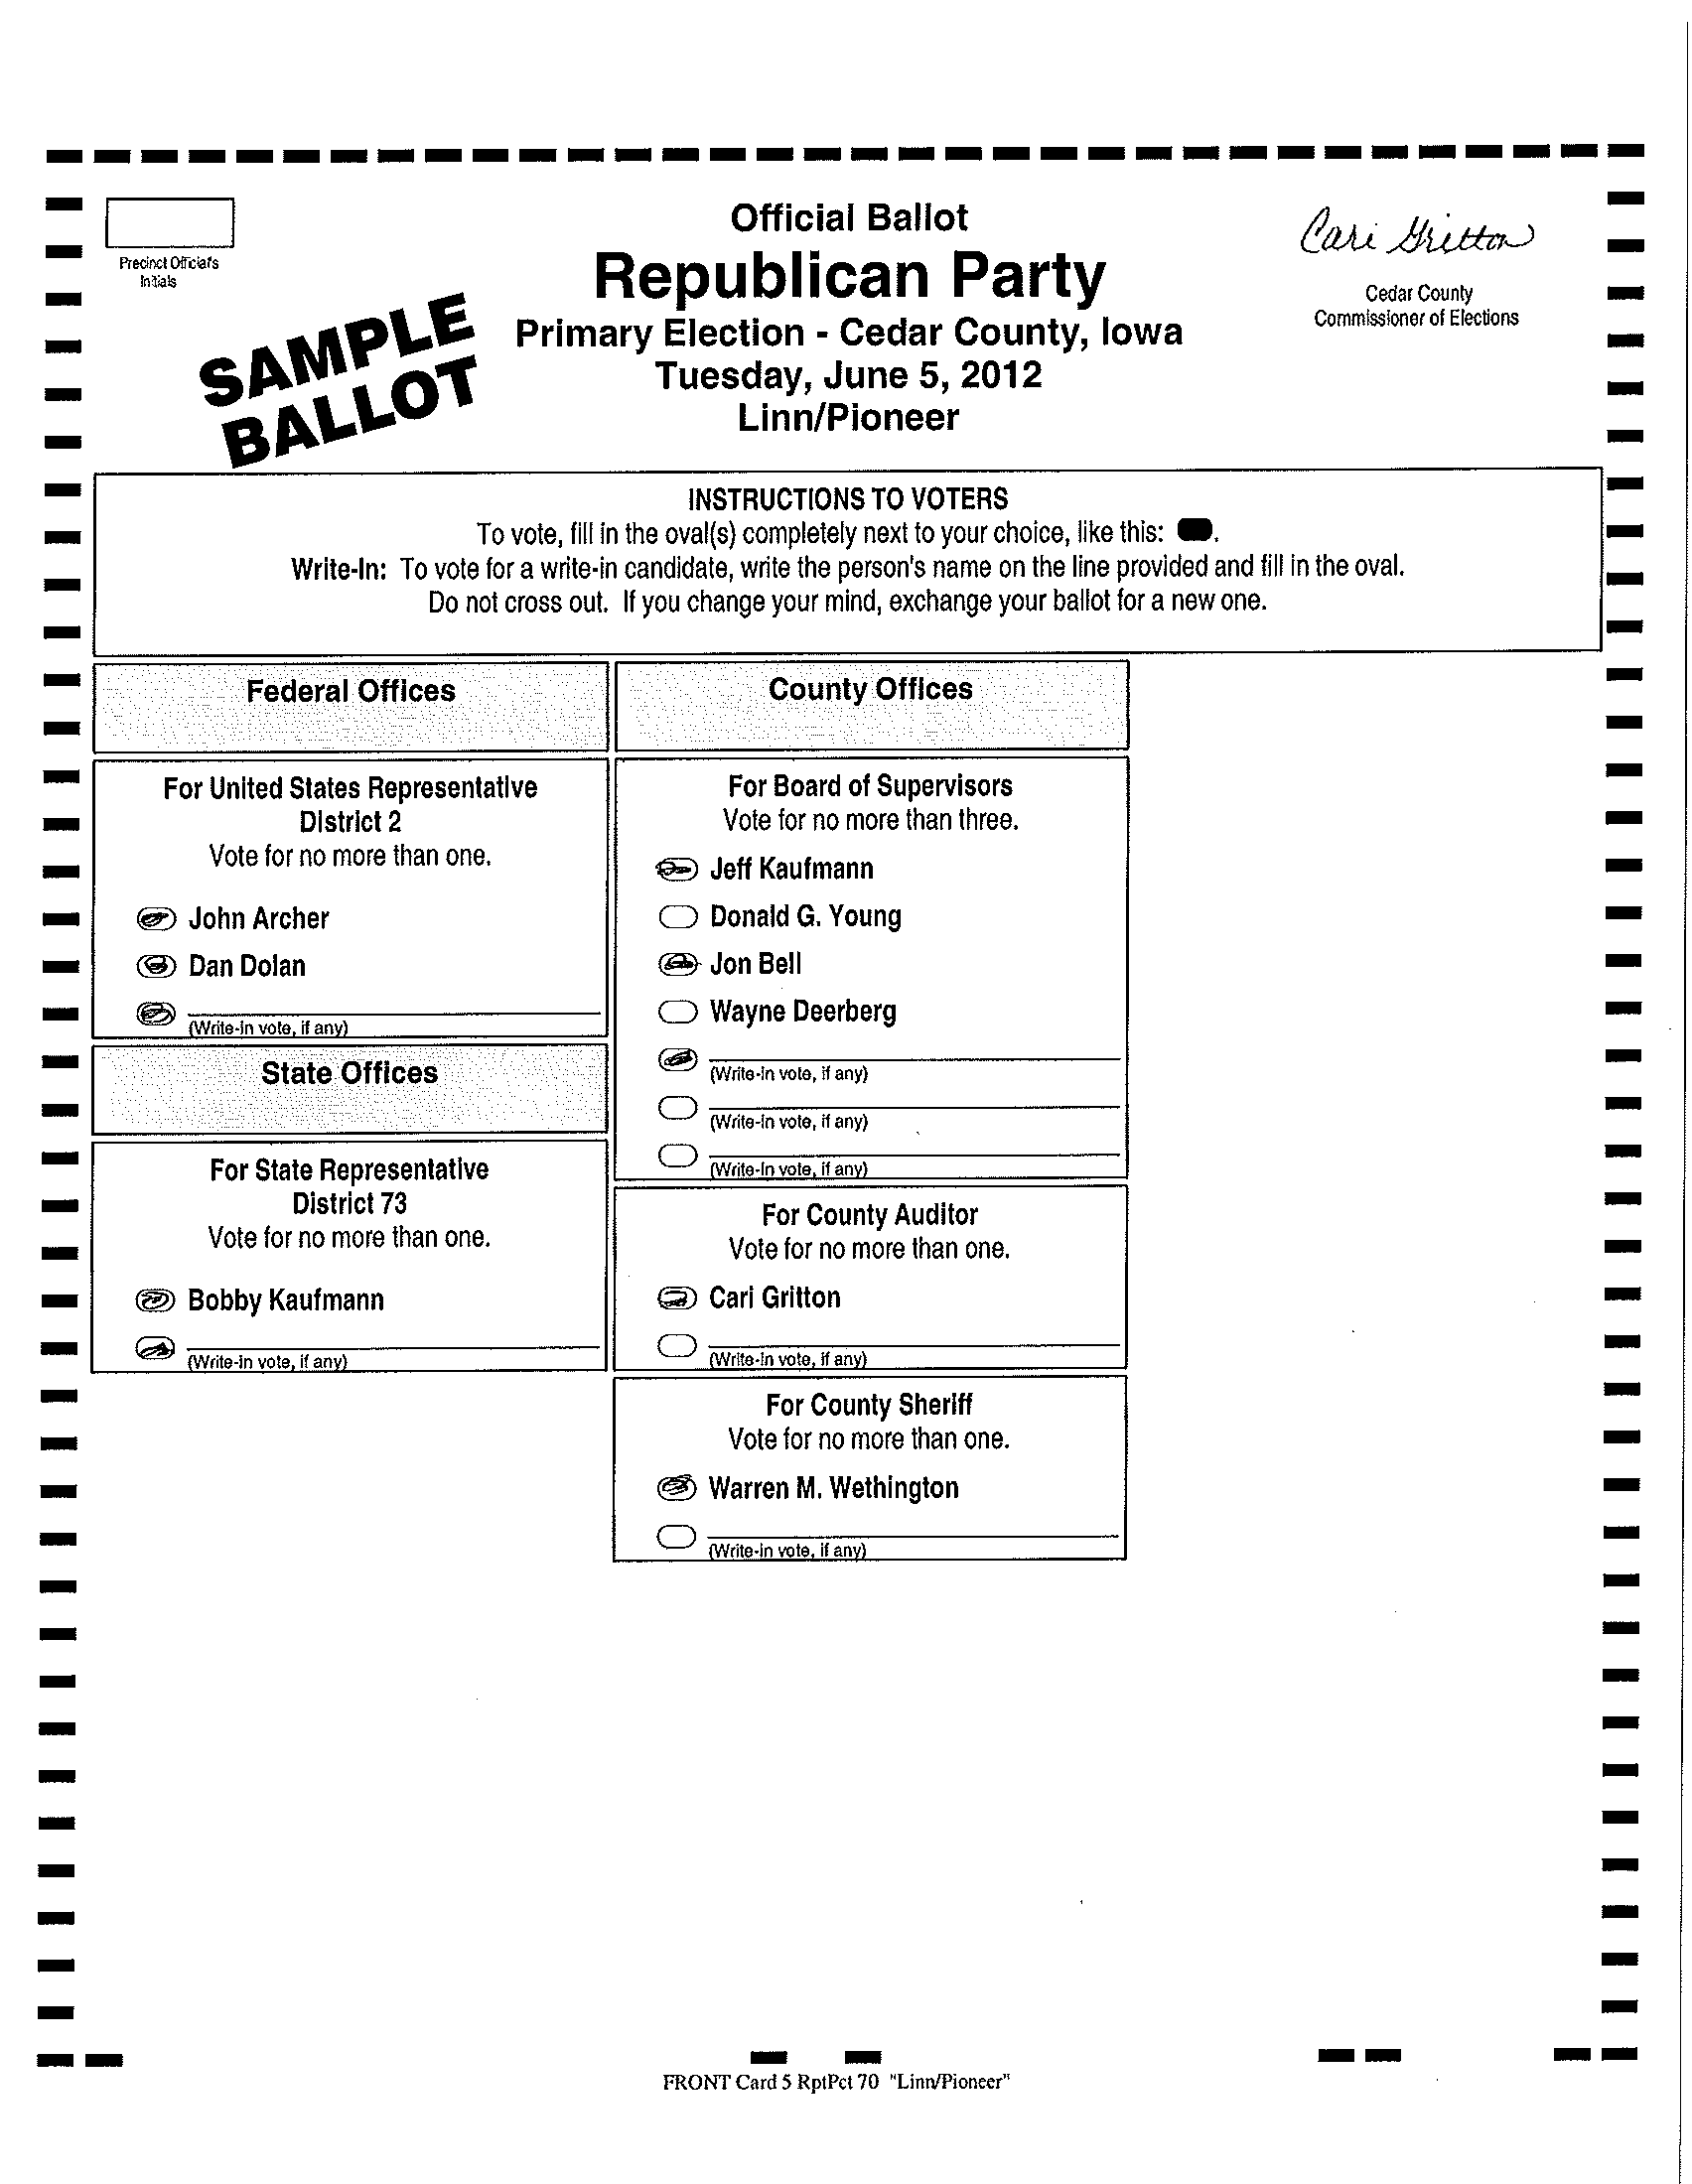 Official Ballot
Republican Party
Primary Election - Cedar County, Iowa
Tuesday, June 5, 2012
Linn/Pioneer
Precinct Official's
Initials
SAMPLE
BALLOT
Cari Gritton
Cedar County
Commissioner of Elections
INSTRUCTIONS TO VOTERS
To vote, fill in the oval(s) completely next to your choice, like this: .
Write-In: To vote for a write-in candidate, write the person's name on the line provided and fill in the oval.
Do not cross out. If you change your mind, exchange your ballot for a new one.
Federal Offices
For United States Representative
District 2
Vote for no more than one.
John Archer
Dan Dolan
(Write-in vote, if any)
State Offices
For State Representative
District 73
Vote for no more than one.
Bobby Kaufmann
(Write-in vote, if any)
County Offices
For Board of Supervisors
Vote for no more than three.
Jeff Kaufmann
Donald G. Young
Jon Bell
Wayne Deerberg
(Write-in vote, if any)
(Write-in vote, if any)
(Write-in vote, if any)
For County Auditor
Vote for no more than one.
Cari Gritton
(Write-in vote, if any)
For County Sheriff
Vote for no more than one.
Warren M. Wethington
(Write-in vote, if any)
FRONT Card 5 RptPct 70 "Linn/Pioneer"